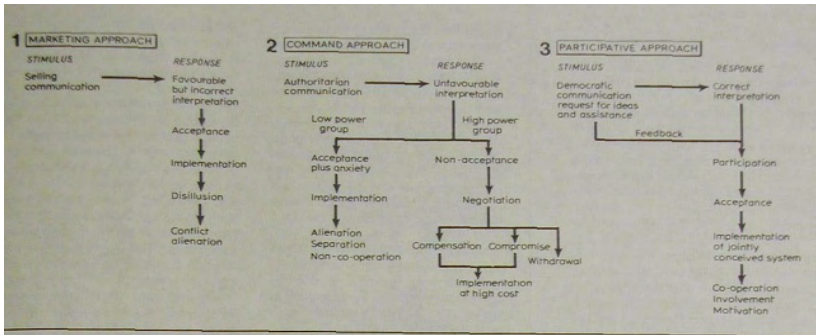 1 MARKETING APPROACH
STIMULUS
RESPONSE
Selling
communication
Favourable
but incorrect
interpretation
Acceptance
Implementation
Disillusion
Conflict
alienation
2 COMMAND APPROACH
STIMULUS
RESPONSE
Authoritarian
communication
Unfavourable
interpretation
Low power
group
High power
group
Acceptance
plus anxiety
Non-acceptance
Implementation
Negotiation
Alienation
Separation
Non-co-operation
Compensation
Compromise
Withdrawal
Implementation
at high cost
3 PARTICIPATIVE APPROACH
STIMULUS
RESPONSE
Democratic
communication
request for ideas
and assistance
Correct
interpretation
Feedback
Participation
Acceptance
Implementation
of jointly
conceived system
Co-operation
Involvement
Motivation